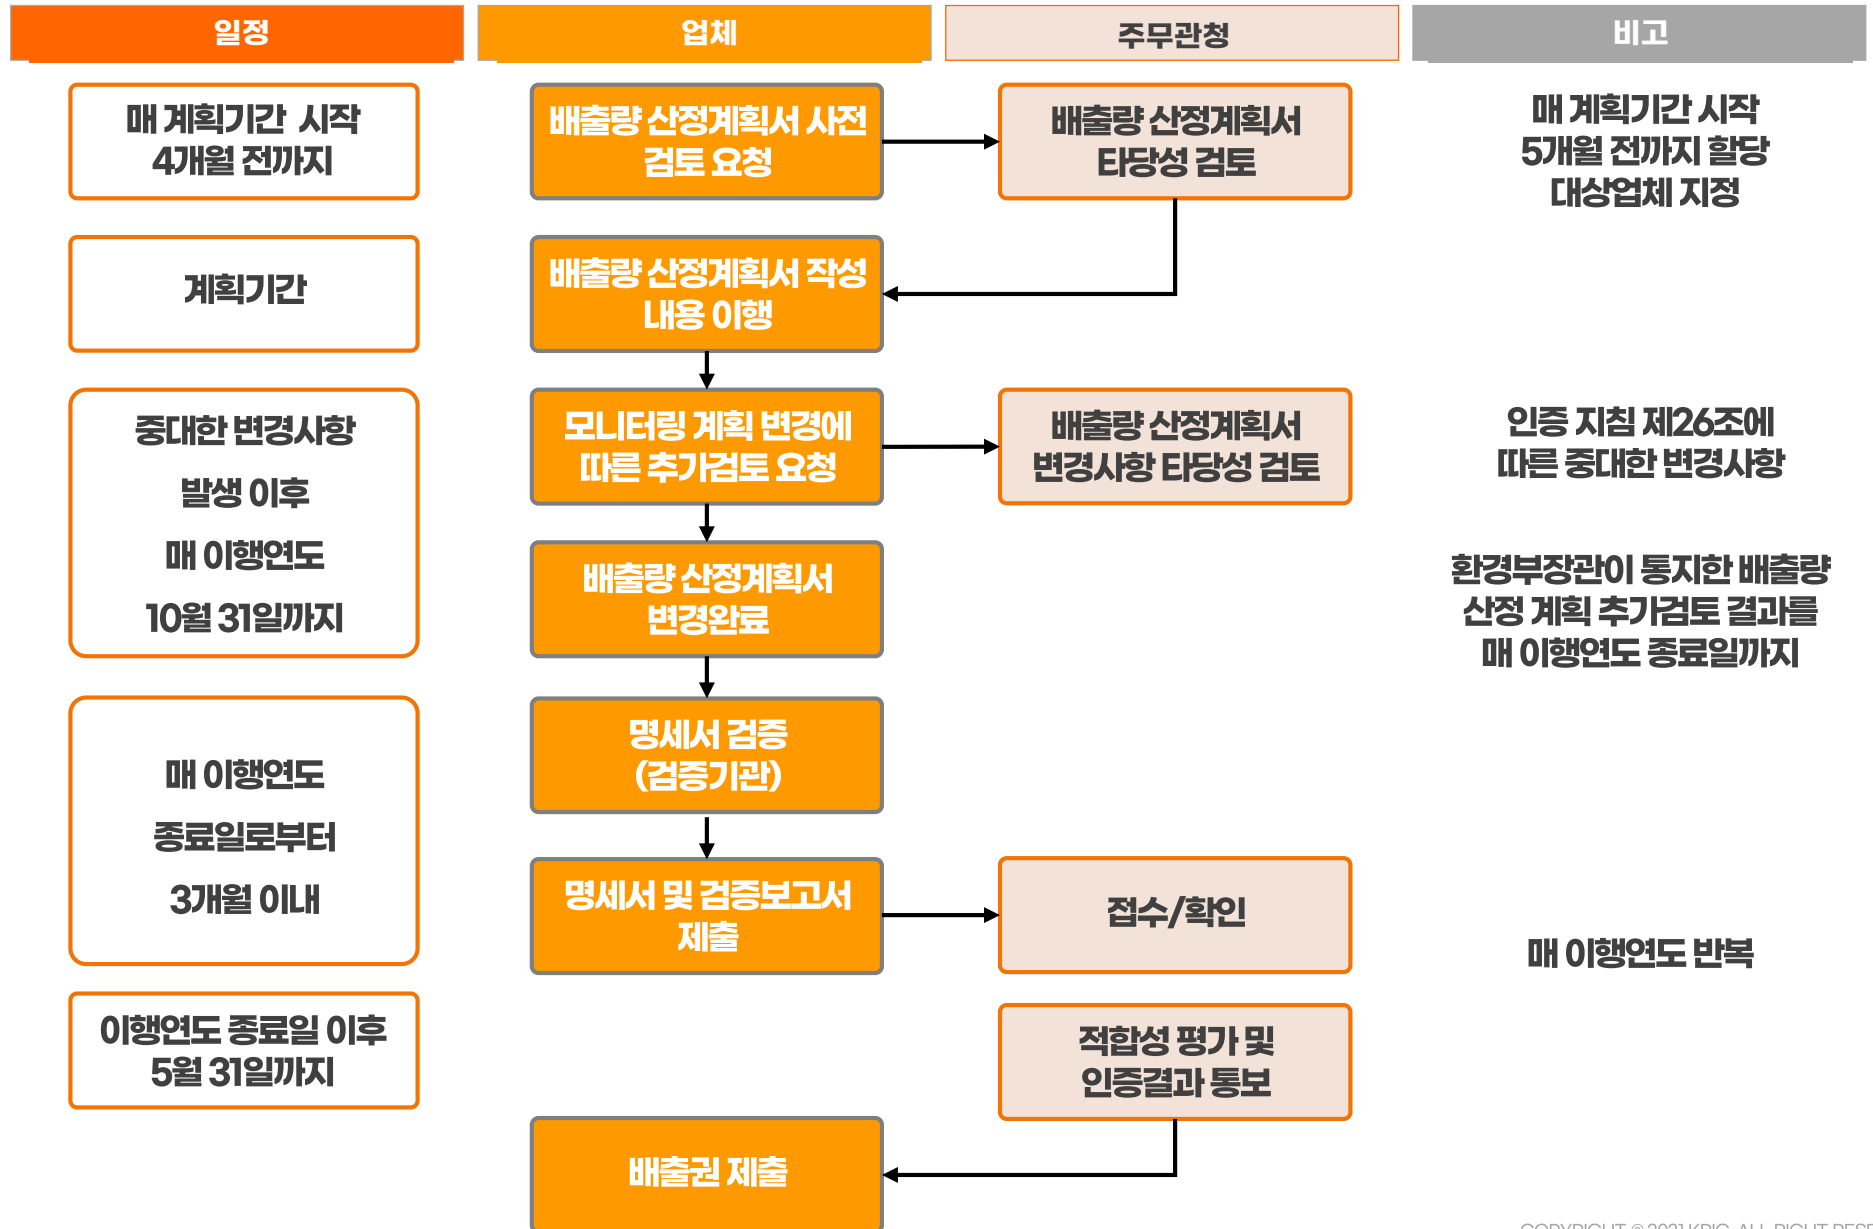 일정
업체
주무관청
비고
매 계획기간 시작
4개월 전까지
배출량 산정계획서 사전
검토 요청
배출량 산정계획서
타당성 검토
매 계획기간 시작
5개월 전까지 할당
대상업체 지정
계획기간
배출량 산정계획서 작성
내용 이행
중대한 변경사항
발생 이후
매 이행연도
10월 31일까지
모니터링 계획 변경에
따른 추가검토 요청
배출량 산정계획서
변경사항 타당성 검토
인증 지침 제26조에
따른 중대한 변경사항
배출량 산정계획서
변경완료
환경부장관이 통지한 배출량
산정 계획 추가검토 결과를
매 이행연도 종료일까지
매 이행연도
종료일로부터
3개월 이내
명세서 검증
(검증기관)
명세서 및 검증보고서
제출
접수/확인
매 이행연도 반복
이행연도 종료일 이후
5월 31일까지
적합성 평가 및
인증결과 통보
배출권 제출